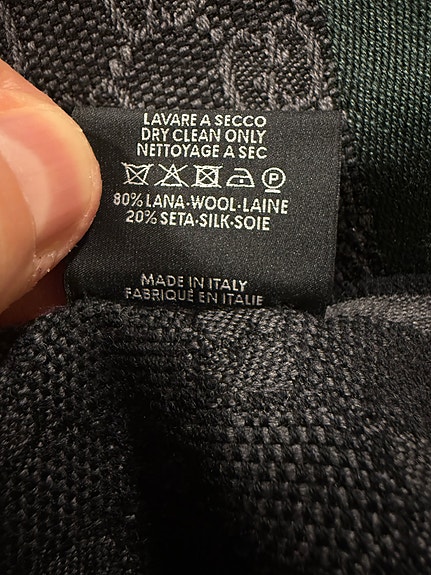 LAVARE A SECCO
DRY CLEAN ONLY
NETTOYAGE A SEC
P
80% LANA·WOOL·LAINE
20% SETA·SILK·SOIE
MADE IN ITALY
FABRIQUÉ EN ITALIE